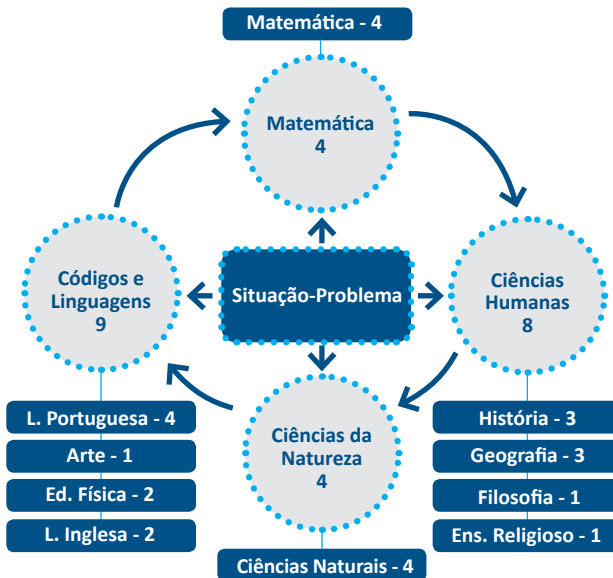 Matemática - 4
Matemática
4
Códigos e
Linguagens
9
Situação-Problema
Ciências
Humanas
8
Ciências da
Natureza
4
L. Portuguesa - 4
Arte - 1
Ed. Física - 2
L. Inglesa - 2
História - 3
Geografia - 3
Filosofia - 1
Ens. Religioso - 1
Ciências Naturais - 4